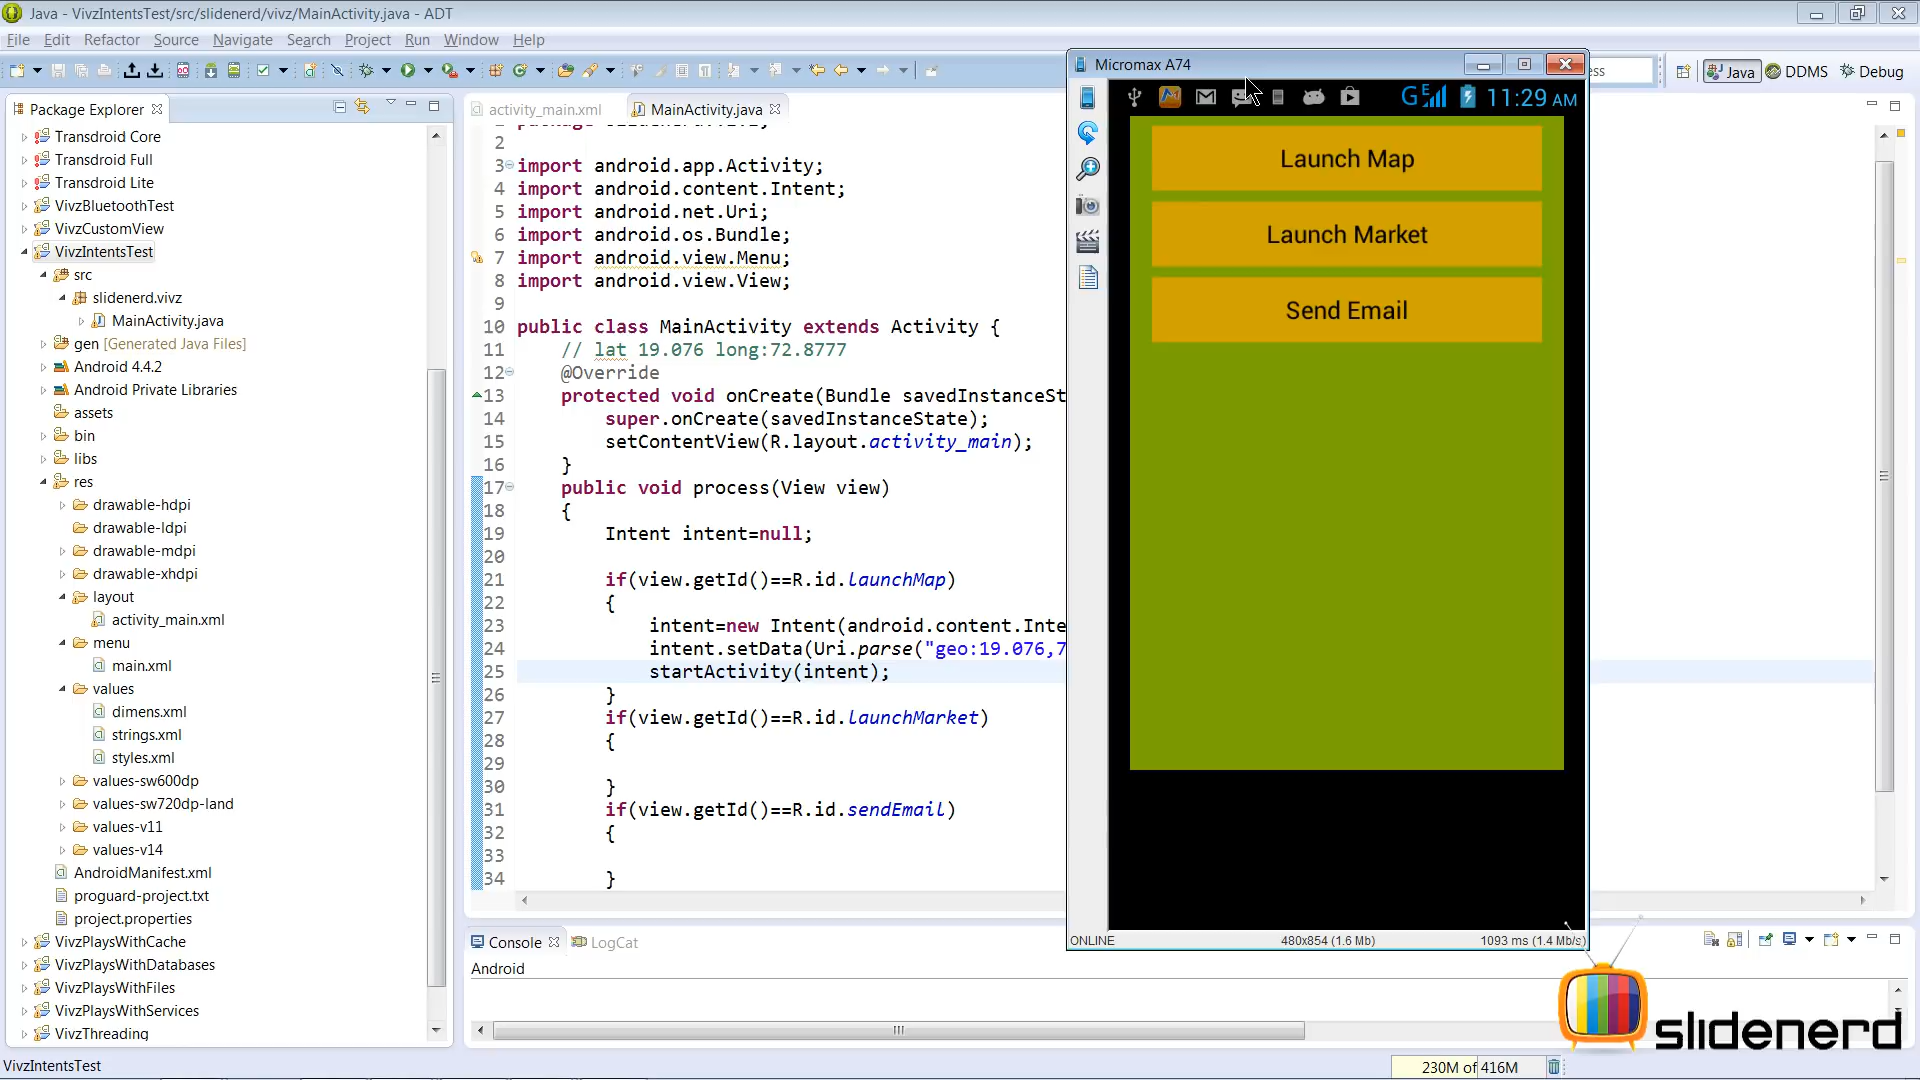 Java - VivzIntentsTest/src/slidenerd/vivz/MainActivity.java - ADT
File Edit Refactor Source Navigate Search Project Run Window Help
Java DDMS Debug
Package Explorer
Transdroid Core
Transdroid Full
Transdroid Lite
VivzBluetoothTest
VivzCustomView
VivzIntentsTest
src
slidenerd.vivz
MainActivity.java
gen [Generated Java Files]
Android 4.4.2
Android Private Libraries
assets
bin
libs
res
drawable-hdpi
drawable-ldpi
drawable-mdpi
drawable-xhdpi
layout
activity_main.xml
menu
main.xml
values
dimens.xml
strings.xml
styles.xml
values-sw600dp
values-sw720dp-land
values-v11
values-v14
AndroidManifest.xml
proguard-project.txt
project.properties
VivzPlaysWithCache
VivzPlaysWithDatabases
VivzPlaysWithFiles
VivzPlaysWithServices
VivzThreading
activity_main.xml MainActivity.java
2
3 import android.app.Activity;
4 import android.content.Intent;
5 import android.net.Uri;
6 import android.os.Bundle;
7 import android.view.Menu;
8 import android.view.View;
9
10 public class MainActivity extends Activity {
11 // lat 19.076 long:72.8777
12 @Override
13 protected void onCreate(Bundle savedInstanceSt
14 super.onCreate(savedInstanceState);
15 setContentView(R.layout.activity_main);
16 }
17 public void process(View view)
18 {
19 Intent intent=null;
20
21 if(view.getId()==R.id.launchMap)
22 {
23 intent=new Intent(android.content.Inte
24 intent.setData(Uri.parse("geo:19.076,7
25 startActivity(intent);
26 }
27 if(view.getId()==R.id.launchMarket)
28 {
29
30 }
31 if(view.getId()==R.id.sendEmail)
32 {
33
34 }
Micromax A74
G E 11:29 AM
Launch Map
Launch Market
Send Email
ONLINE 480x854 (1.6 Mb) 1093 ms (1.4 Mb/s)
Console LogCat
Android
slidenerd
VivzIntentsTest
230M of 416M